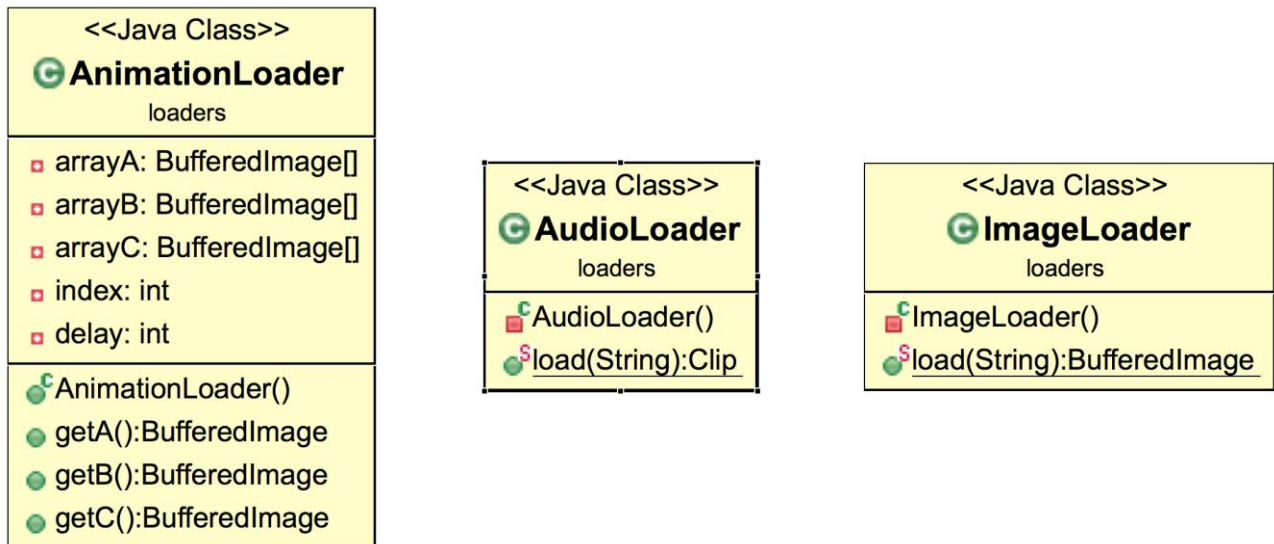 <<Java Class>>
AnimationLoader
loaders
arrayA: BufferedImage[]
arrayB: BufferedImage[]
arrayC: BufferedImage[]
index: int
delay: int
C AnimationLoader()
getA():BufferedImage
getB():BufferedImage
getC():BufferedImage
<<Java Class>>
AudioLoader
loaders
C AudioLoader()
S load(String):Clip
<<Java Class>>
ImageLoader
loaders
C ImageLoader()
S load(String):BufferedImage